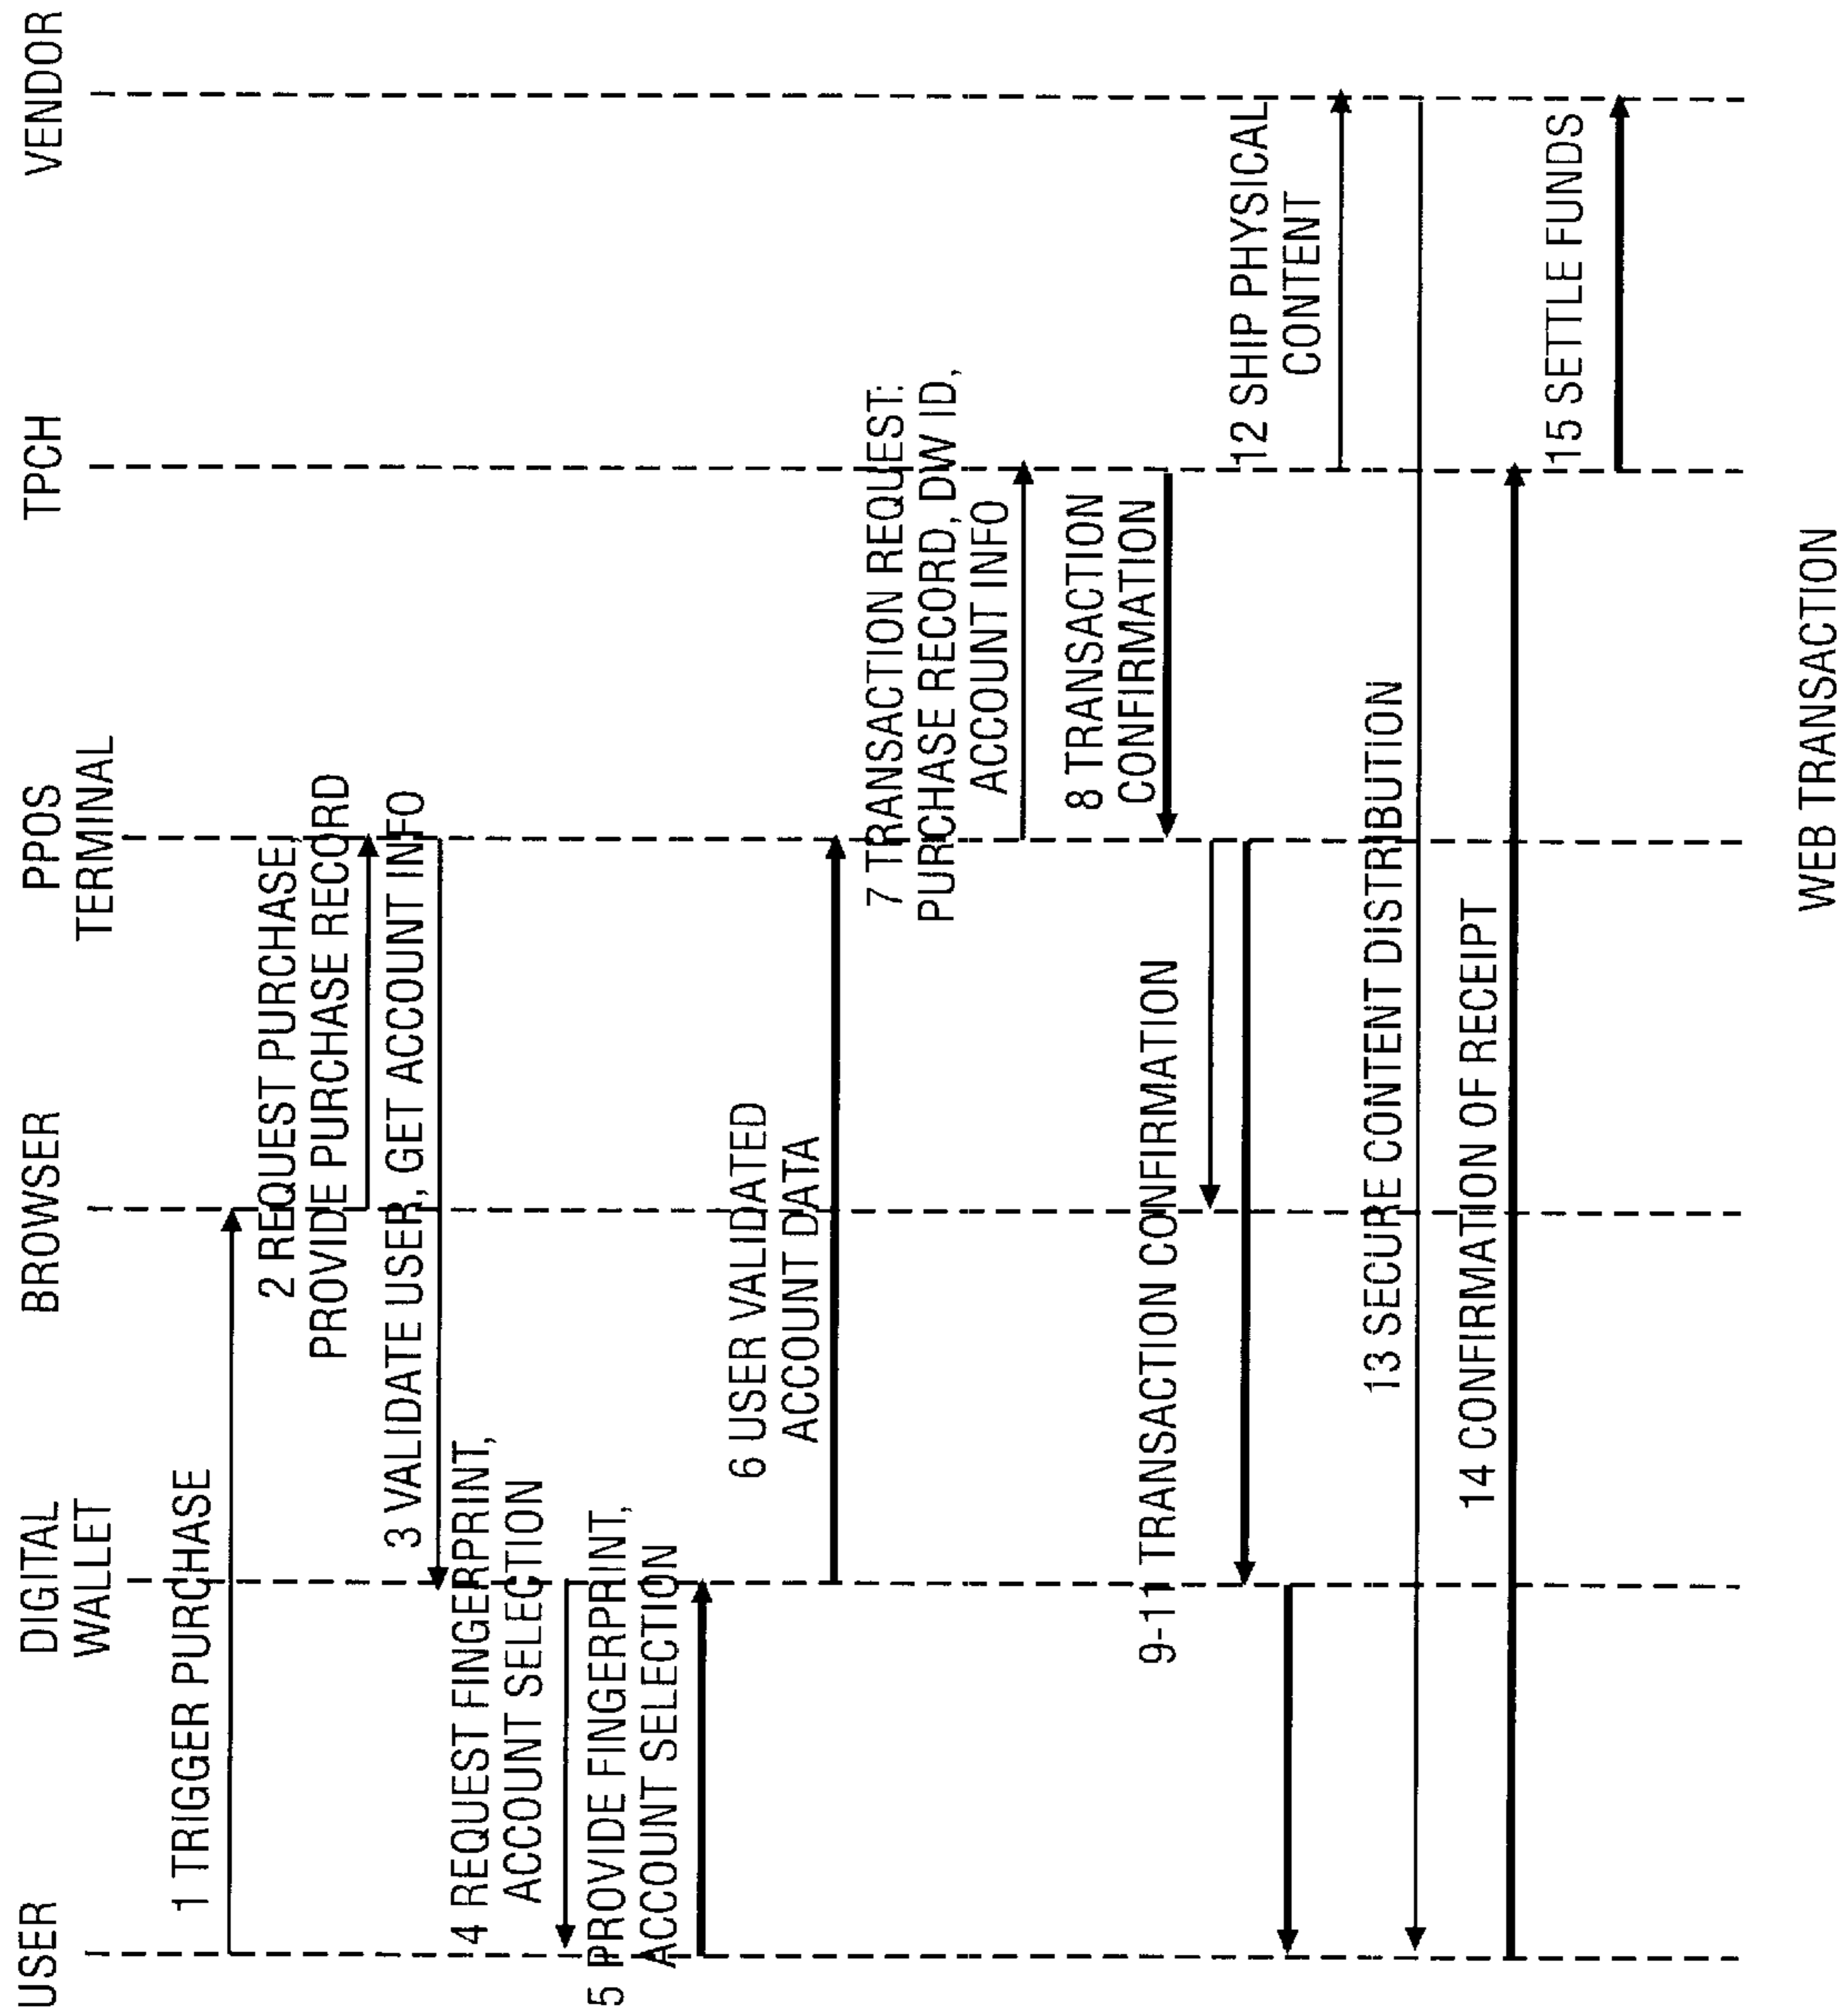 USER
DIGITAL
WALLET
BROWSER
PPOS
TERMINAL
TPCH
VENDOR
1 TRIGGER PURCHASE
2 REQUEST PURCHASE,
PROVIDE PURCHASE RECORD
3 VALIDATE USER, GET ACCOUNT INFO
4 REQUEST FINGERPRINT,
ACCOUNT SELECTION
5 PROVIDE FINGERPRINT,
ACCOUNT SELECTION
6 USER VALIDATED
ACCOUNT DATA
7 TRANSACTION REQUEST:
PURCHASE RECORD, DW ID,
ACCOUNT INFO
8 TRANSACTION
CONFIRMATION
9-11 TRANSACTION CONFIRMATION
12 SHIP PHYSICAL
CONTENT
13 SECURE CONTENT DISTRIBUTION
14 CONFIRMATION OF RECEIPT
15 SETTLE FUNDS
WEB TRANSACTION